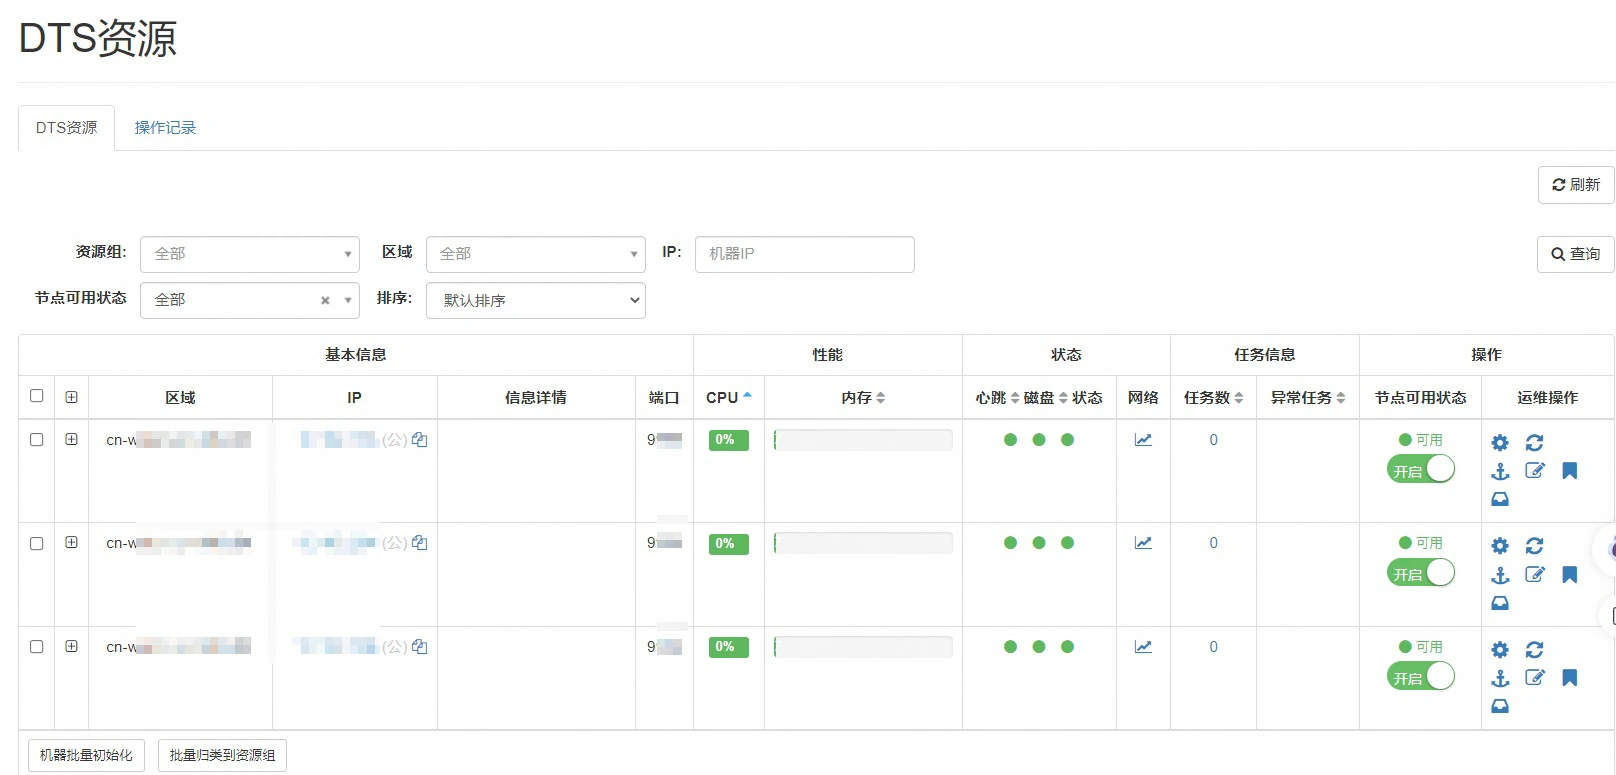 DTS资源
DTS资源 操作记录
刷新
资源组: 全部 区域 全部 IP: 机器IP 查询
节点可用状态 全部 × 排序: 默认排序
基本信息 性能 状态 任务信息 操作
区域 IP 信息详情 端口 CPU 内存 心跳 磁盘 状态 网络 任务数 异常任务 节点可用状态 运维操作
cn-w (公) 9 0% 0 可用
开启
cn-w (公) 9 0% 0 可用
开启
cn-w (公) 9 0% 0 可用
开启
机器批量初始化 批量归类到资源组